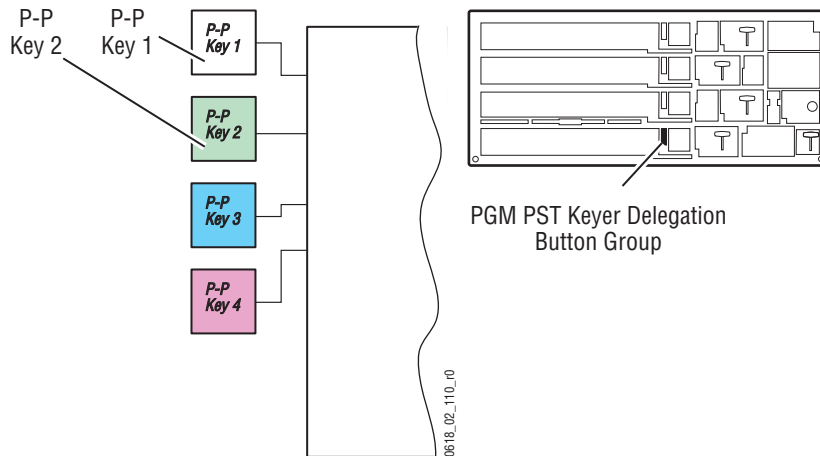 P-P
Key 2
P-P
Key 1
P-P
Key 1
P-P
Key 2
P-P
Key 3
P-P
Key 4
PGM PST Keyer Delegation
Button Group
0618_02_110_r0